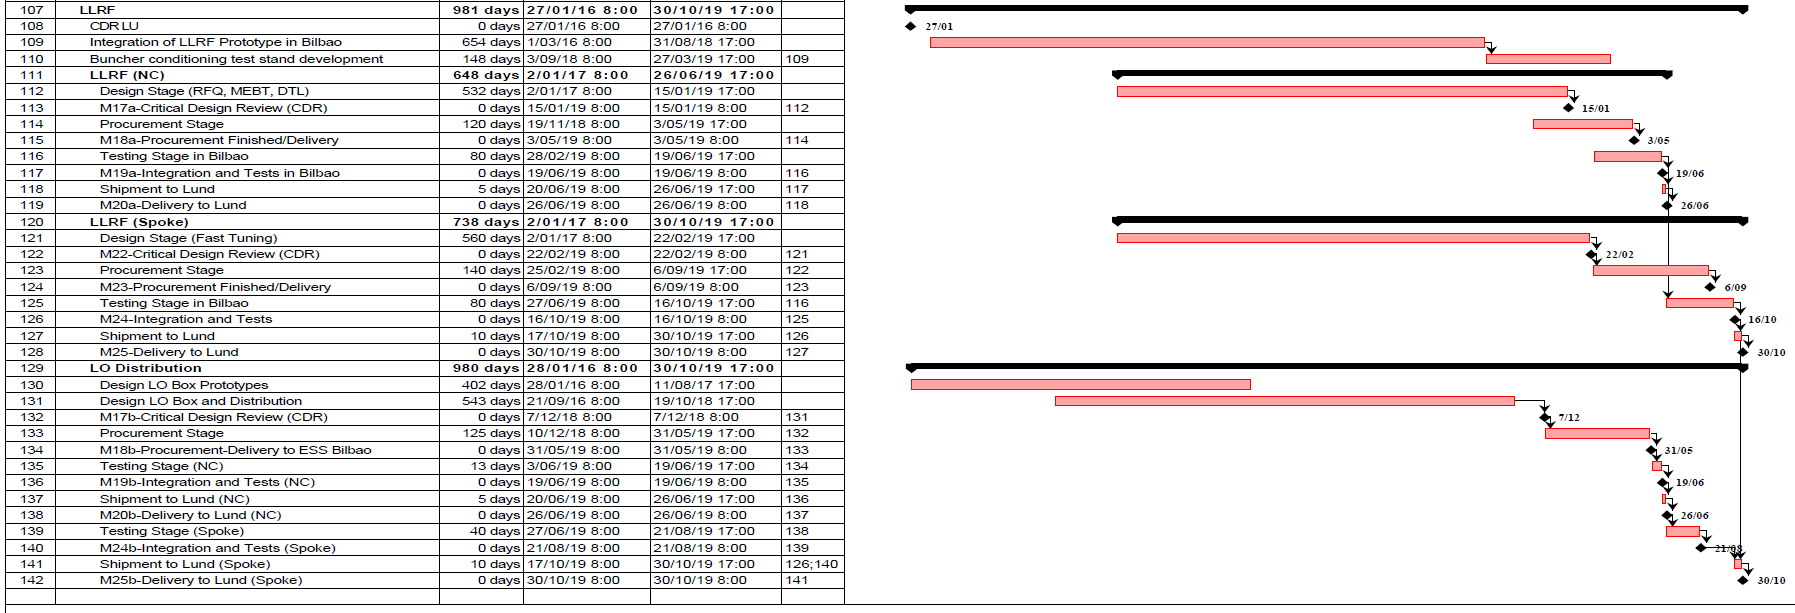 107 LLRF 981 days 27/01/16 8:00 30/10/19 17:00
108 CDR LU 0 days 27/01/16 8:00 27/01/16 8:00 27/01
109 Integration of LLRF Prototype in Bilbao 654 days 1/03/16 8:00 31/08/18 17:00
110 Buncher conditioning test stand development 148 days 3/09/18 8:00 27/03/19 17:00 109
111 LLRF (NC) 648 days 2/01/17 8:00 26/06/19 17:00
112 Design Stage (RFQ, MEBT, DTL) 532 days 2/01/17 8:00 15/01/19 17:00
113 M17a-Critical Design Review (CDR) 0 days 15/01/19 8:00 15/01/19 8:00 112 15/01
114 Procurement Stage 120 days 19/11/18 8:00 3/05/19 17:00
115 M18a-Procurement Finished/Delivery 0 days 3/05/19 8:00 3/05/19 8:00 114 3/05
116 Testing Stage in Bilbao 80 days 28/02/19 8:00 19/06/19 17:00
117 M19a-Integration and Tests in Bilbao 0 days 19/06/19 8:00 19/06/19 8:00 116 19/06
118 Shipment to Lund 5 days 20/06/19 8:00 26/06/19 17:00 117
119 M20a-Delivery to Lund 0 days 26/06/19 8:00 26/06/19 8:00 118 26/06
120 LLRF (Spoke) 738 days 2/01/17 8:00 30/10/19 17:00
121 Design Stage (Fast Tuning) 560 days 2/01/17 8:00 22/02/19 17:00
122 M22-Critical Design Review (CDR) 0 days 22/02/19 8:00 22/02/19 8:00 121 22/02
123 Procurement Stage 140 days 25/02/19 8:00 6/09/19 17:00 122
124 M23-Procurement Finished/Delivery 0 days 6/09/19 8:00 6/09/19 8:00 123 6/09
125 Testing Stage in Bilbao 80 days 27/06/19 8:00 16/10/19 17:00 116
126 M24-Integration and Tests 0 days 16/10/19 8:00 16/10/19 8:00 125 16/10
127 Shipment to Lund 10 days 17/10/19 8:00 30/10/19 17:00 126
128 M25-Delivery to Lund 0 days 30/10/19 8:00 30/10/19 8:00 127 30/10
129 LO Distribution 980 days 28/01/16 8:00 30/10/19 17:00
130 Design LO Box Prototypes 402 days 28/01/16 8:00 11/08/17 17:00
131 Design LO Box and Distribution 543 days 21/09/16 8:00 19/10/18 17:00
132 M17b-Critical Design Review (CDR) 0 days 7/12/18 8:00 7/12/18 8:00 131 7/12
133 Procurement Stage 125 days 10/12/18 8:00 31/05/19 17:00 132
134 M18b-Procurement-Delivery to ESS Bilbao 0 days 31/05/19 8:00 31/05/19 8:00 133 31/05
135 Testing Stage (NC) 13 days 3/06/19 8:00 19/06/19 17:00 134
136 M19b-Integration and Tests (NC) 0 days 19/06/19 8:00 19/06/19 8:00 135 19/06
137 Shipment to Lund (NC) 5 days 20/06/19 8:00 26/06/19 17:00 136
138 M20b-Delivery to Lund (NC) 0 days 26/06/19 8:00 26/06/19 8:00 137 26/06
139 Testing Stage (Spoke) 40 days 27/06/19 8:00 21/08/19 17:00 138
140 M24b-Integration and Tests (Spoke) 0 days 21/08/19 8:00 21/08/19 8:00 139 21/08
141 Shipment to Lund (Spoke) 10 days 17/10/19 8:00 30/10/19 17:00 126;140
142 M25b-Delivery to Lund (Spoke) 0 days 30/10/19 8:00 30/10/19 8:00 141 30/10